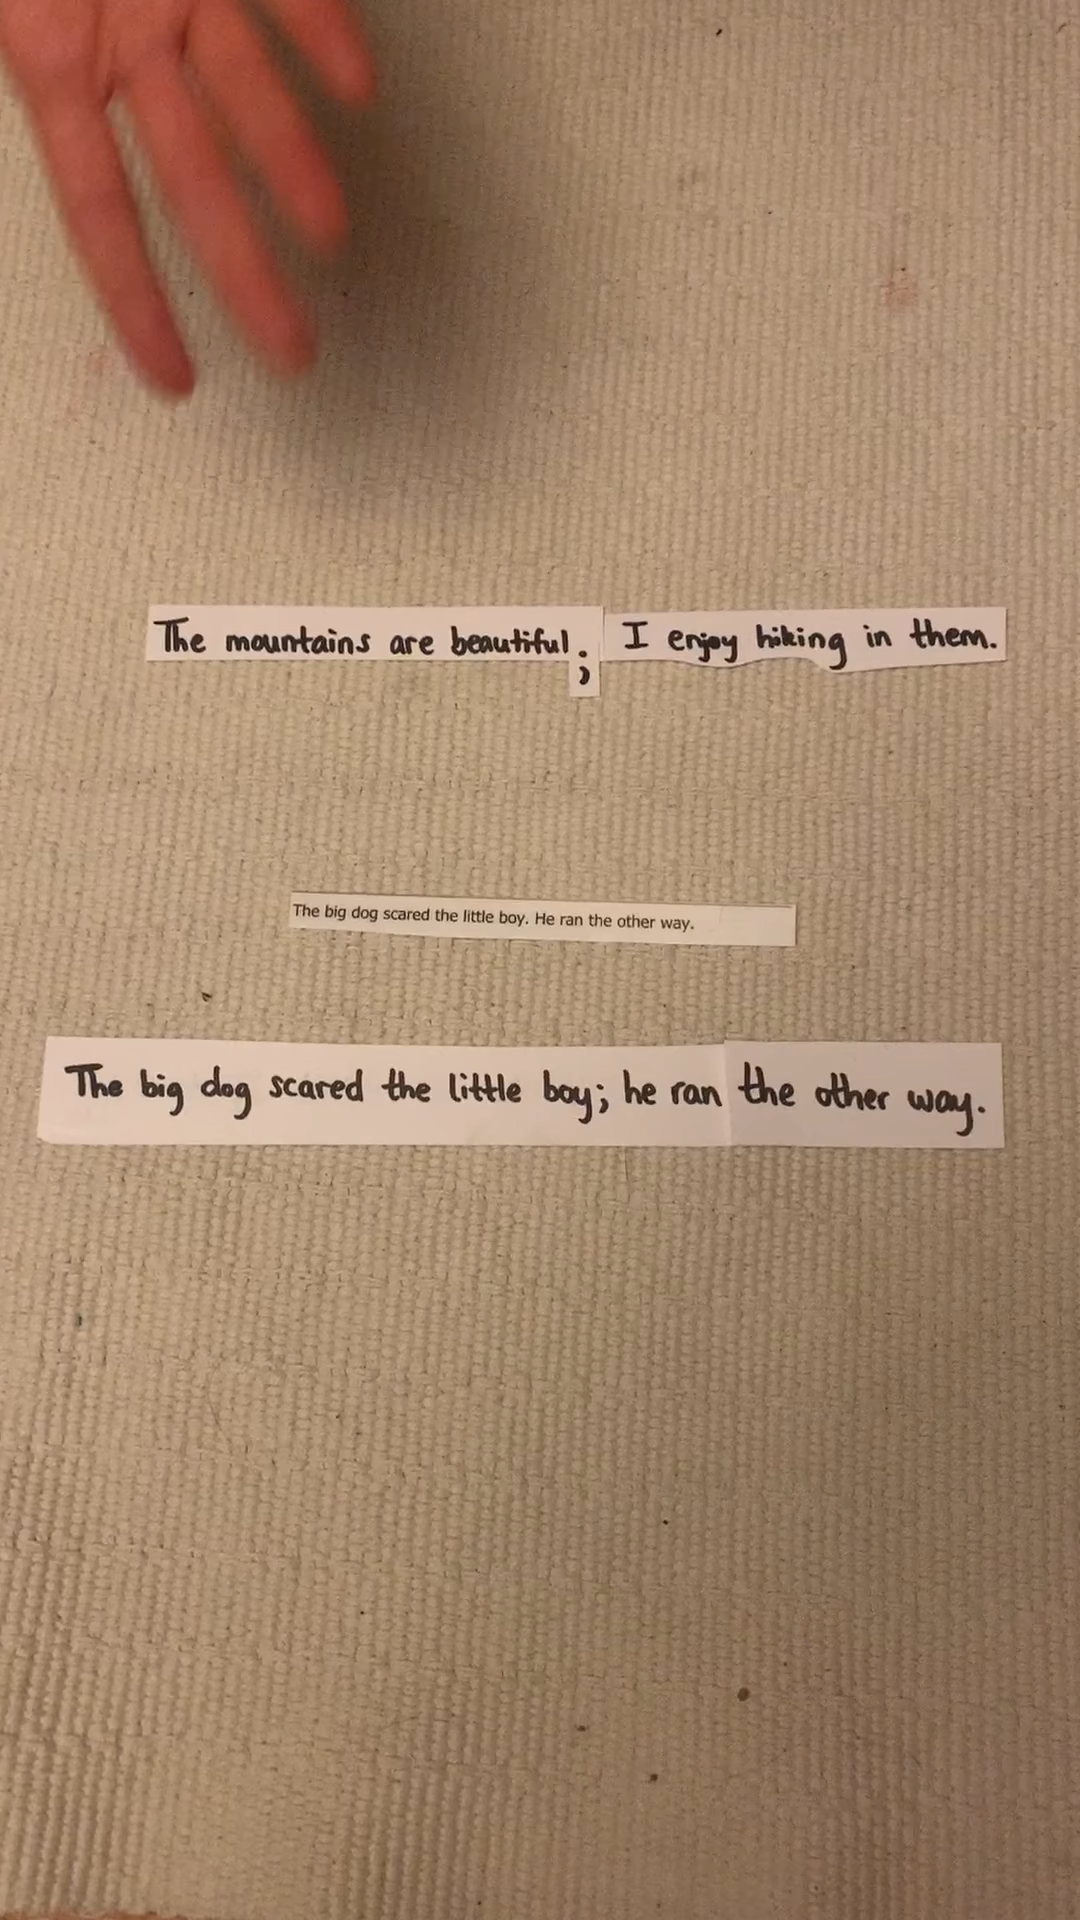 The mountains are beautiful; I enjoy hiking in them.
The big dog scared the little boy. He ran the other way.
The big dog scared the little boy; he ran the other way.